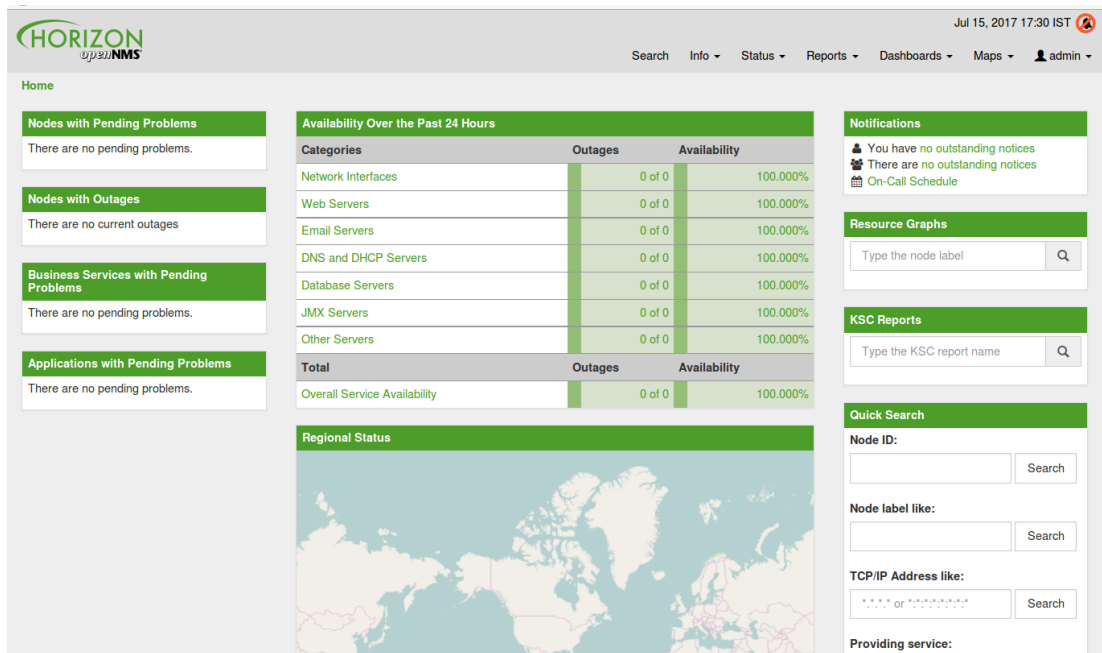 Jul 15, 2017 17:30 IST
HORIZON
openNMS
Search Info Status Reports Dashboards Maps admin
Home
Nodes with Pending Problems
There are no pending problems.
Nodes with Outages
There are no current outages
Business Services with Pending
Problems
There are no pending problems.
Applications with Pending Problems
There are no pending problems.
Availability Over the Past 24 Hours
Categories Outages Availability
Network Interfaces 0 of 0 100.000%
Web Servers 0 of 0 100.000%
Email Servers 0 of 0 100.000%
DNS and DHCP Servers 0 of 0 100.000%
Database Servers 0 of 0 100.000%
JMX Servers 0 of 0 100.000%
Other Servers 0 of 0 100.000%
Total Outages Availability
Overall Service Availability 0 of 0 100.000%
Regional Status
Notifications
You have no outstanding notices
There are no outstanding notices
On-Call Schedule
Resource Graphs
Type the node label
KSC Reports
Type the KSC report name
Quick Search
Node ID:
Search
Node label like:
Search
TCP/IP Address like:
*.*.*.* or *:*:*:*:*:*:*:* Search
Providing service: